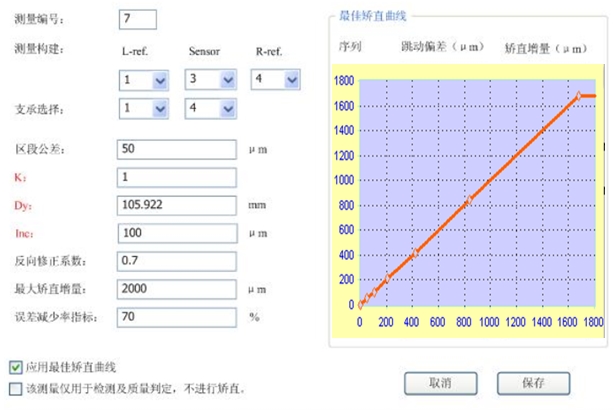 测量编号: 7
测量构建: L-ref. Sensor R-ref.
1 3 4
支承选择: 1 4
区段公差: 50 μm
K: 1
Dy: 105.922 mm
Inc: 100 μm
反向修正系数: 0.7
最大矫直增量: 2000 μm
误差减少率指标: 70 %
应用最佳矫直曲线
该测量仅用于检测及质量判定，不进行矫直.
最佳矫直曲线
序列 跳动偏差(μm) 矫直增量(μm)
1800
1600
1400
1200
1000
800
600
400
200
0
0 200 400 600 800 1000 1200 1400 1600 1800
取消 保存